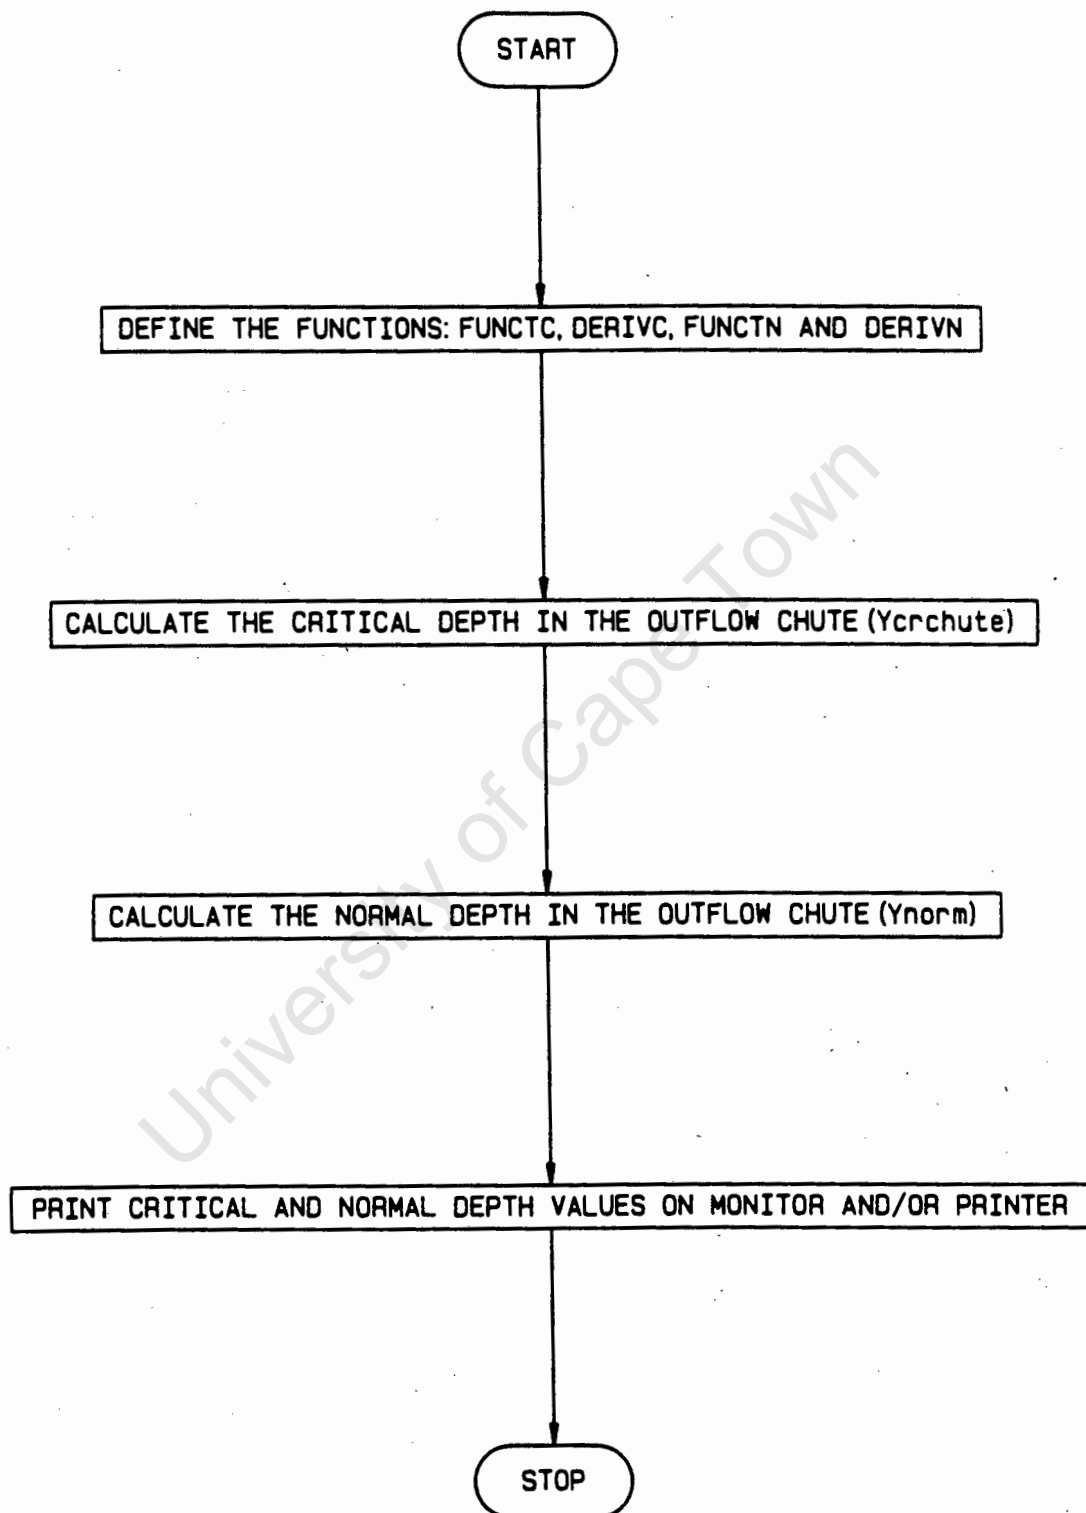 START
DEFINE THE FUNCTIONS: FUNCTC, DERIVC, FUNCTN AND DERIVN
CALCULATE THE CRITICAL DEPTH IN THE OUTFLOW CHUTE (Ycrchute)
CALCULATE THE NORMAL DEPTH IN THE OUTFLOW CHUTE (Ynorm)
PRINT CRITICAL AND NORMAL DEPTH VALUES ON MONITOR AND/OR PRINTER
STOP
University of Cape Town